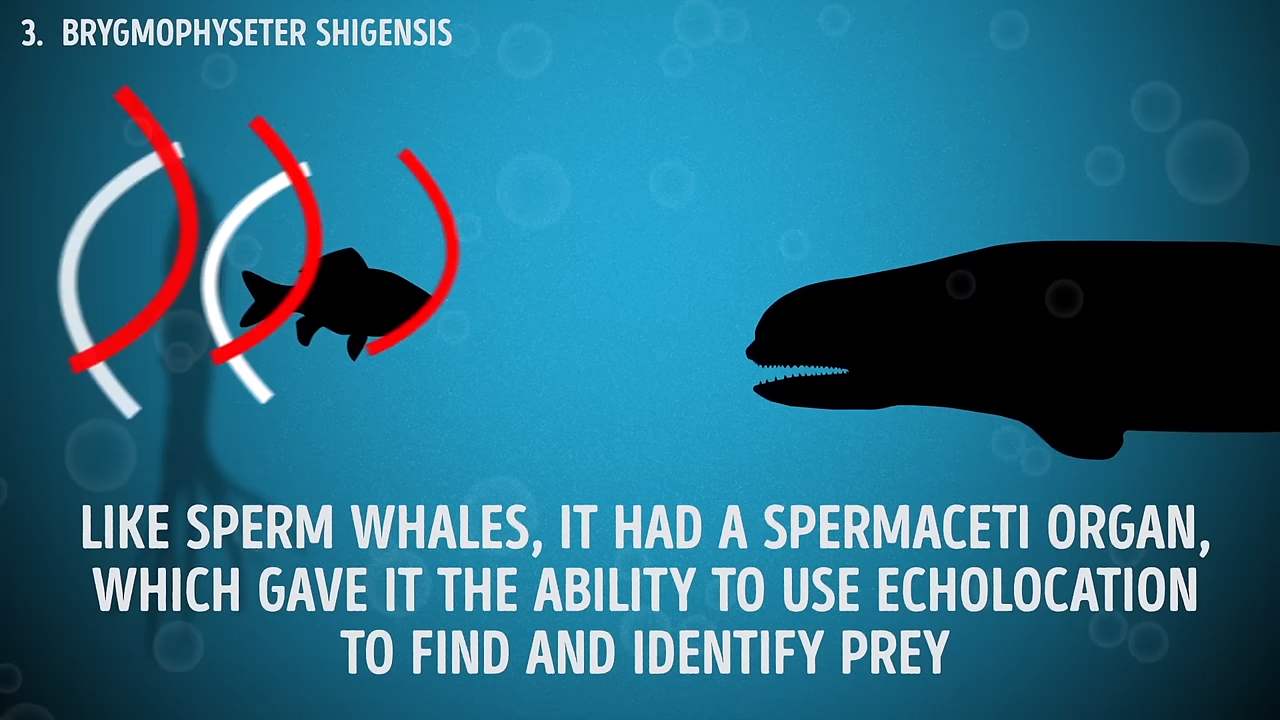 3. BRYGMOPHYSETER SHIGENSIS
LIKE SPERM WHALES, IT HAD A SPERMACETI ORGAN,
WHICH GAVE IT THE ABILITY TO USE ECHOLOCATION
TO FIND AND IDENTIFY PREY